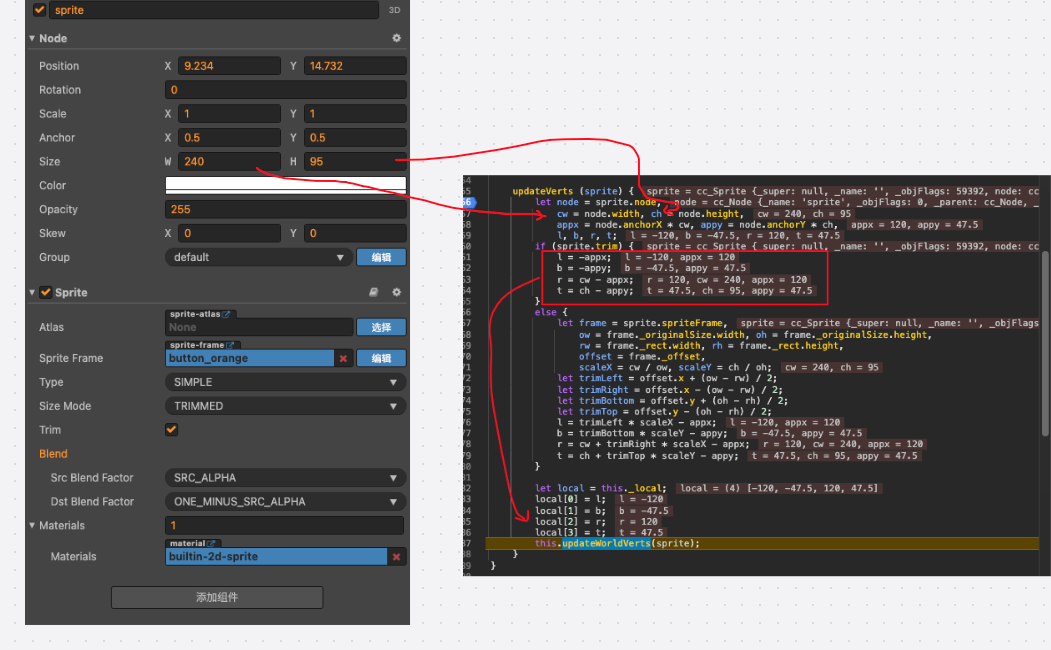 sprite
3D
Node
Position X 9.234 Y 14.732
Rotation 0
Scale X 1 Y 1
Anchor X 0.5 Y 0.5
Size W 240 H 95
Color
Opacity 255
Skew X 0 Y 0
Group default 编辑
Sprite
sprite-atlas
Atlas None 选择
sprite-frame
Sprite Frame button_orange 编辑
Type SIMPLE
Size Mode TRIMMED
Trim
Blend
Src Blend Factor SRC_ALPHA
Dst Blend Factor ONE_MINUS_SRC_ALPHA
Materials 1
material
Materials builtin-2d-sprite
添加组件
54
55 updateVerts (sprite) { sprite = cc_Sprite {_super: null, _name: '', _objFlags: 59392, node: cc
56 let node = sprite.node, node = cc_Node {_name: 'sprite', _objFlags: 0, _parent: cc_Node, _
57 cw = node.width, ch = node.height, cw = 240, ch = 95
58 appx = node.anchorX * cw, appy = node.anchorY * ch, appx = 120, appy = 47.5
59 l, b, r, t; l = -120, b = -47.5, r = 120, t = 47.5
60 if (sprite.trim) { sprite = cc_Sprite {_super: null, _name: '', _objFlags: 59392, node: cc
61 l = -appx; l = -120, appx = 120
62 b = -appy; b = -47.5, appy = 47.5
63 r = cw - appx; r = 120, cw = 240, appx = 120
64 t = ch - appy; t = 47.5, ch = 95, appy = 47.5
65 }
66 else {
67 let frame = sprite.spriteFrame, sprite = cc_Sprite {_super: null, _name: '', _objFlags
68 ow = frame._originalSize.width, oh = frame._originalSize.height,
69 rw = frame._rect.width, rh = frame._rect.height,
70 offset = frame._offset,
71 scaleX = cw / ow, scaleY = ch / oh; cw = 240, ch = 95
72 let trimLeft = offset.x + (ow - rw) / 2;
73 let trimRight = offset.x - (ow - rw) / 2;
74 let trimBottom = offset.y + (oh - rh) / 2;
75 let trimTop = offset.y - (oh - rh) / 2;
76 l = trimLeft * scaleX - appx; l = -120, appx = 120
77 b = trimBottom * scaleY - appy; b = -47.5, appy = 47.5
78 r = cw + trimRight * scaleX - appx; r = 120, cw = 240, appx = 120
79 t = ch + trimTop * scaleY - appy; t = 47.5, ch = 95, appy = 47.5
80 }
81
82 let local = this._local; local = (4) [-120, -47.5, 120, 47.5]
83 local[0] = l; l = -120
84 local[1] = b; b = -47.5
85 local[2] = r; r = 120
86 local[3] = t; t = 47.5
87 this.updateWorldVerts(sprite);
88 }
89 }